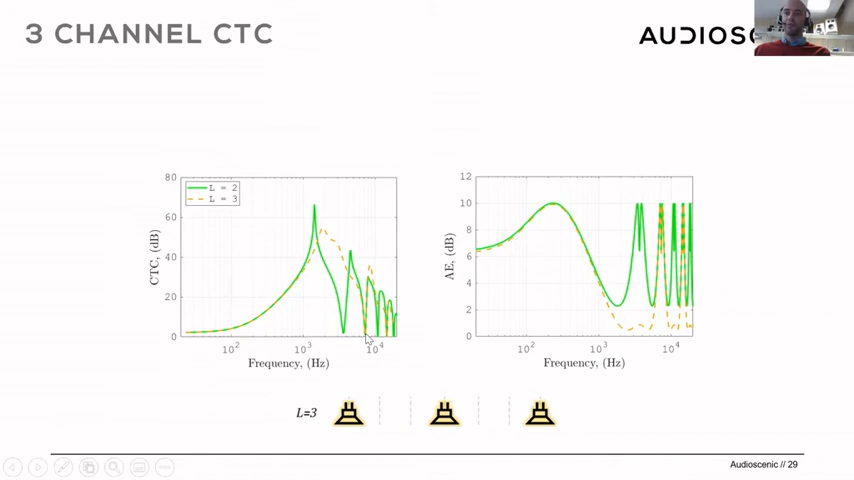 3 CHANNEL CTC
AUDIOSC
80
60
40
20
0
CTC, (dB)
L = 2
L = 3
10²
10³
10⁴
Frequency, (Hz)
12
10
8
6
4
2
0
AE, (dB)
10²
10³
10⁴
Frequency, (Hz)
L=3
Audioscenic // 29